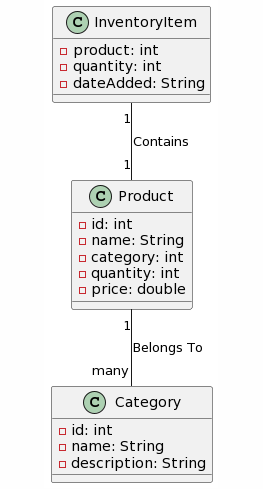 C InventoryItem
product: int
quantity: int
dateAdded: String
1
Contains
1
C Product
id: int
name: String
category: int
quantity: int
price: double
1
Belongs To
many
C Category
id: int
name: String
description: String